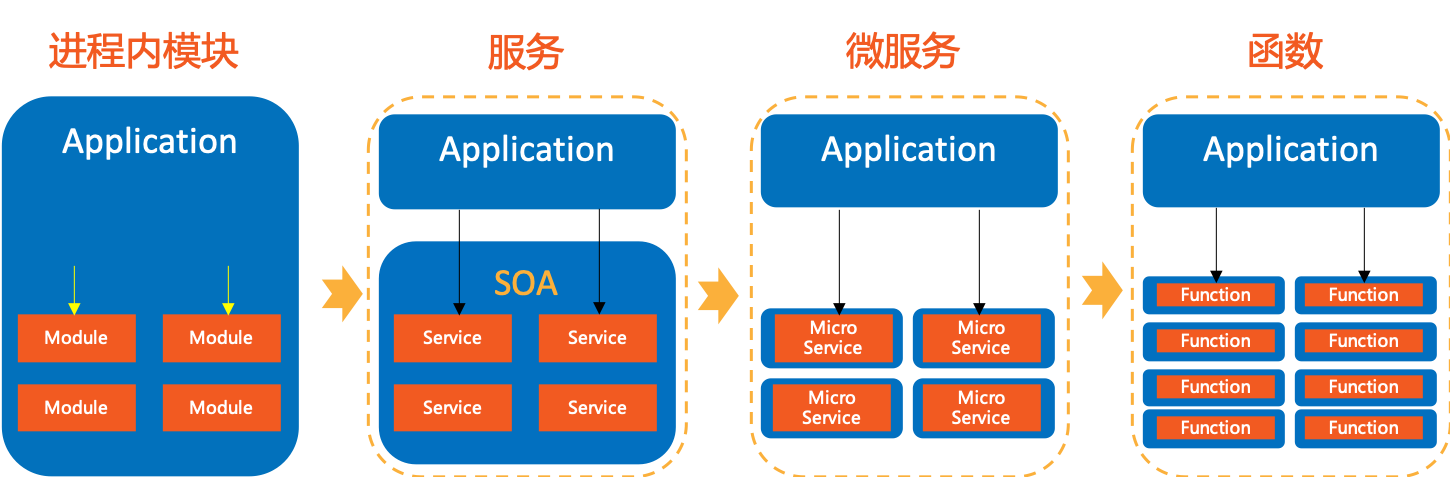 进程内模块
服务
微服务
函数
Application
Module
Module
Module
Module
Application
SOA
Service
Service
Service
Service
Application
Micro
Service
Micro
Service
Micro
Service
Micro
Service
Application
Function
Function
Function
Function
Function
Function
Function
Function